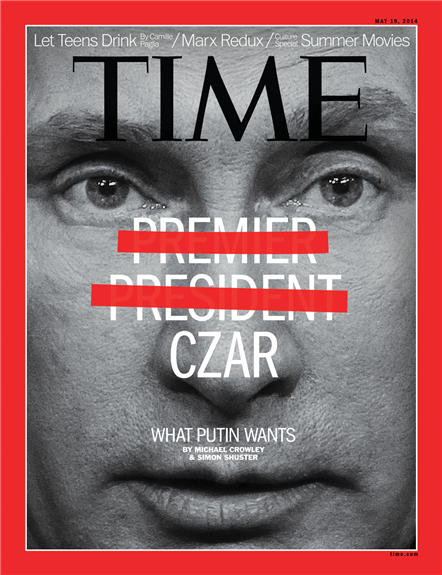 MAY 19, 2014
Let Teens Drink By Camille Paglia / Marx Redux / Culture Special Summer Movies
TIME
PREMIER
PRESIDENT
CZAR
WHAT PUTIN WANTS
BY MICHAEL CROWLEY
& SIMON SHUSTER
time.com